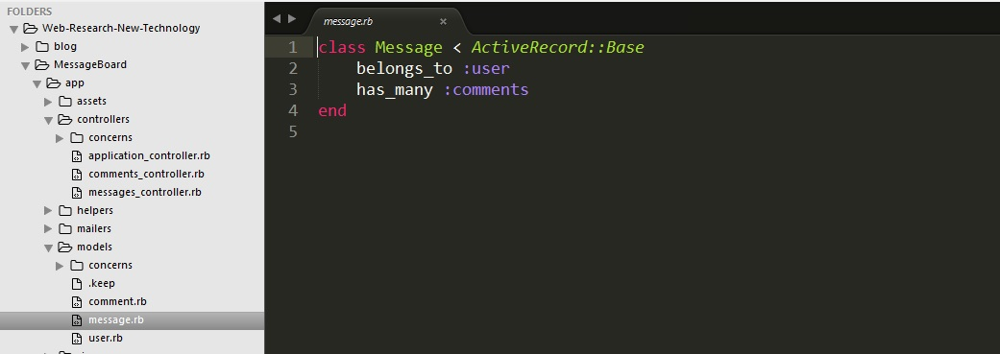 FOLDERS
Web-Research-New-Technology
blog
MessageBoard
app
assets
controllers
concerns
application_controller.rb
comments_controller.rb
messages_controller.rb
helpers
mailers
models
concerns
.keep
comment.rb
message.rb
user.rb
message.rb ×
1 class Message < ActiveRecord::Base
2 belongs_to :user
3 has_many :comments
4 end
5